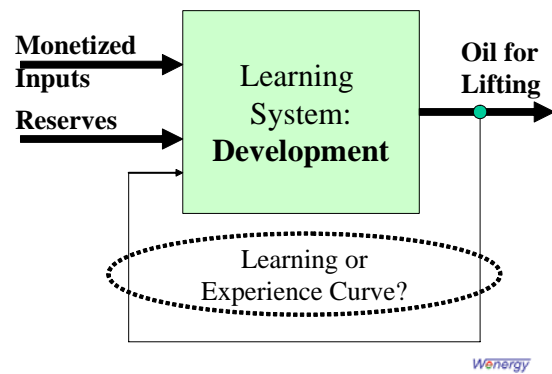 Monetized
Inputs
Reserves
Learning
System:
Development
Oil for
Lifting
Learning or
Experience Curve?
Wenergy